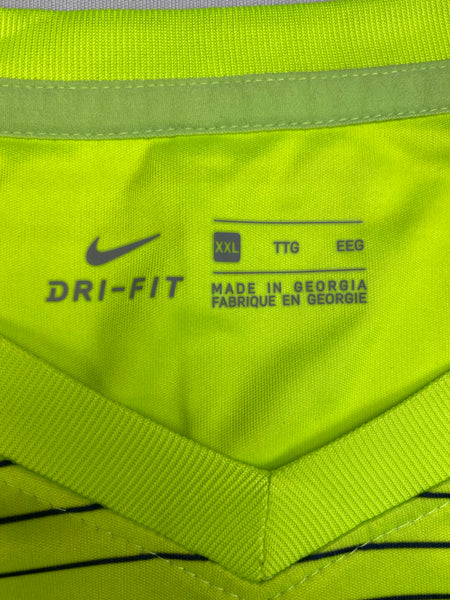 DRI-FIT
XXL TTG EEG
MADE IN GEORGIA
FABRIQUE EN GEORGIE